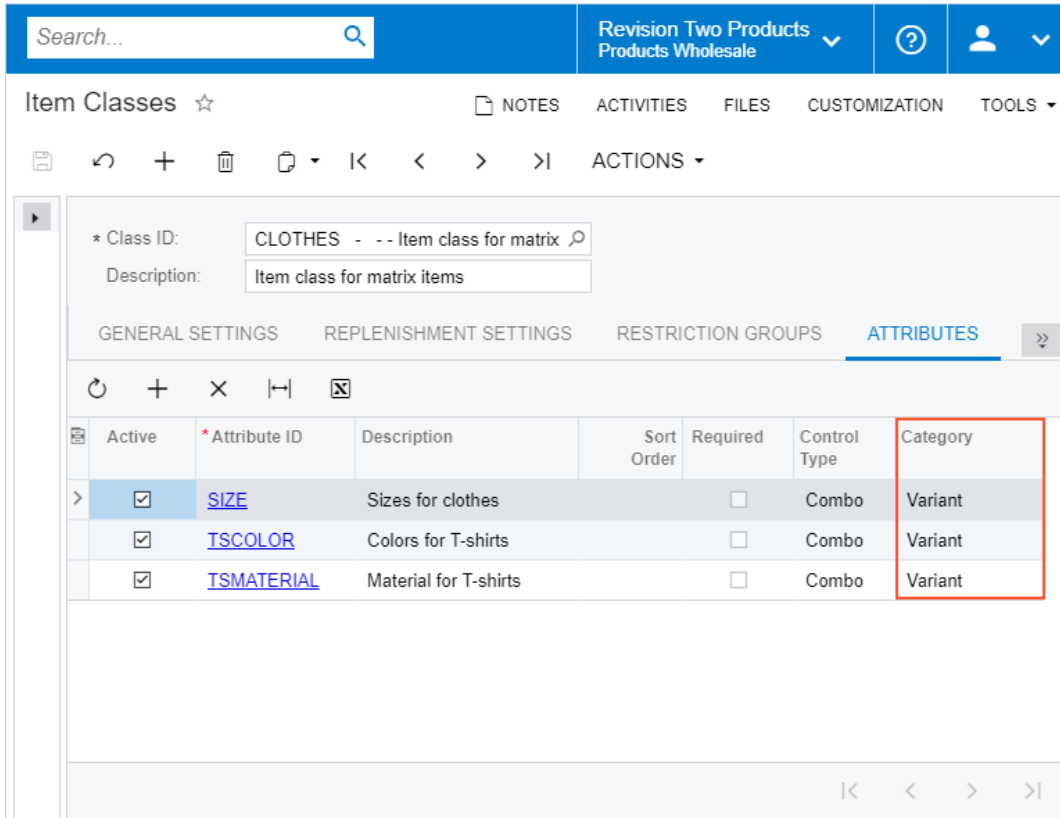 Search...
Revision Two Products
Products Wholesale
Item Classes
NOTES ACTIVITIES FILES CUSTOMIZATION TOOLS
ACTIONS
* Class ID: CLOTHES - - - Item class for matrix
Description: Item class for matrix items
GENERAL SETTINGS REPLENISHMENT SETTINGS RESTRICTION GROUPS ATTRIBUTES
Active * Attribute ID Description Sort Order Required Control Type Category
SIZE Sizes for clothes Combo Variant
TSCOLOR Colors for T-shirts Combo Variant
TSMATERIAL Material for T-shirts Combo Variant